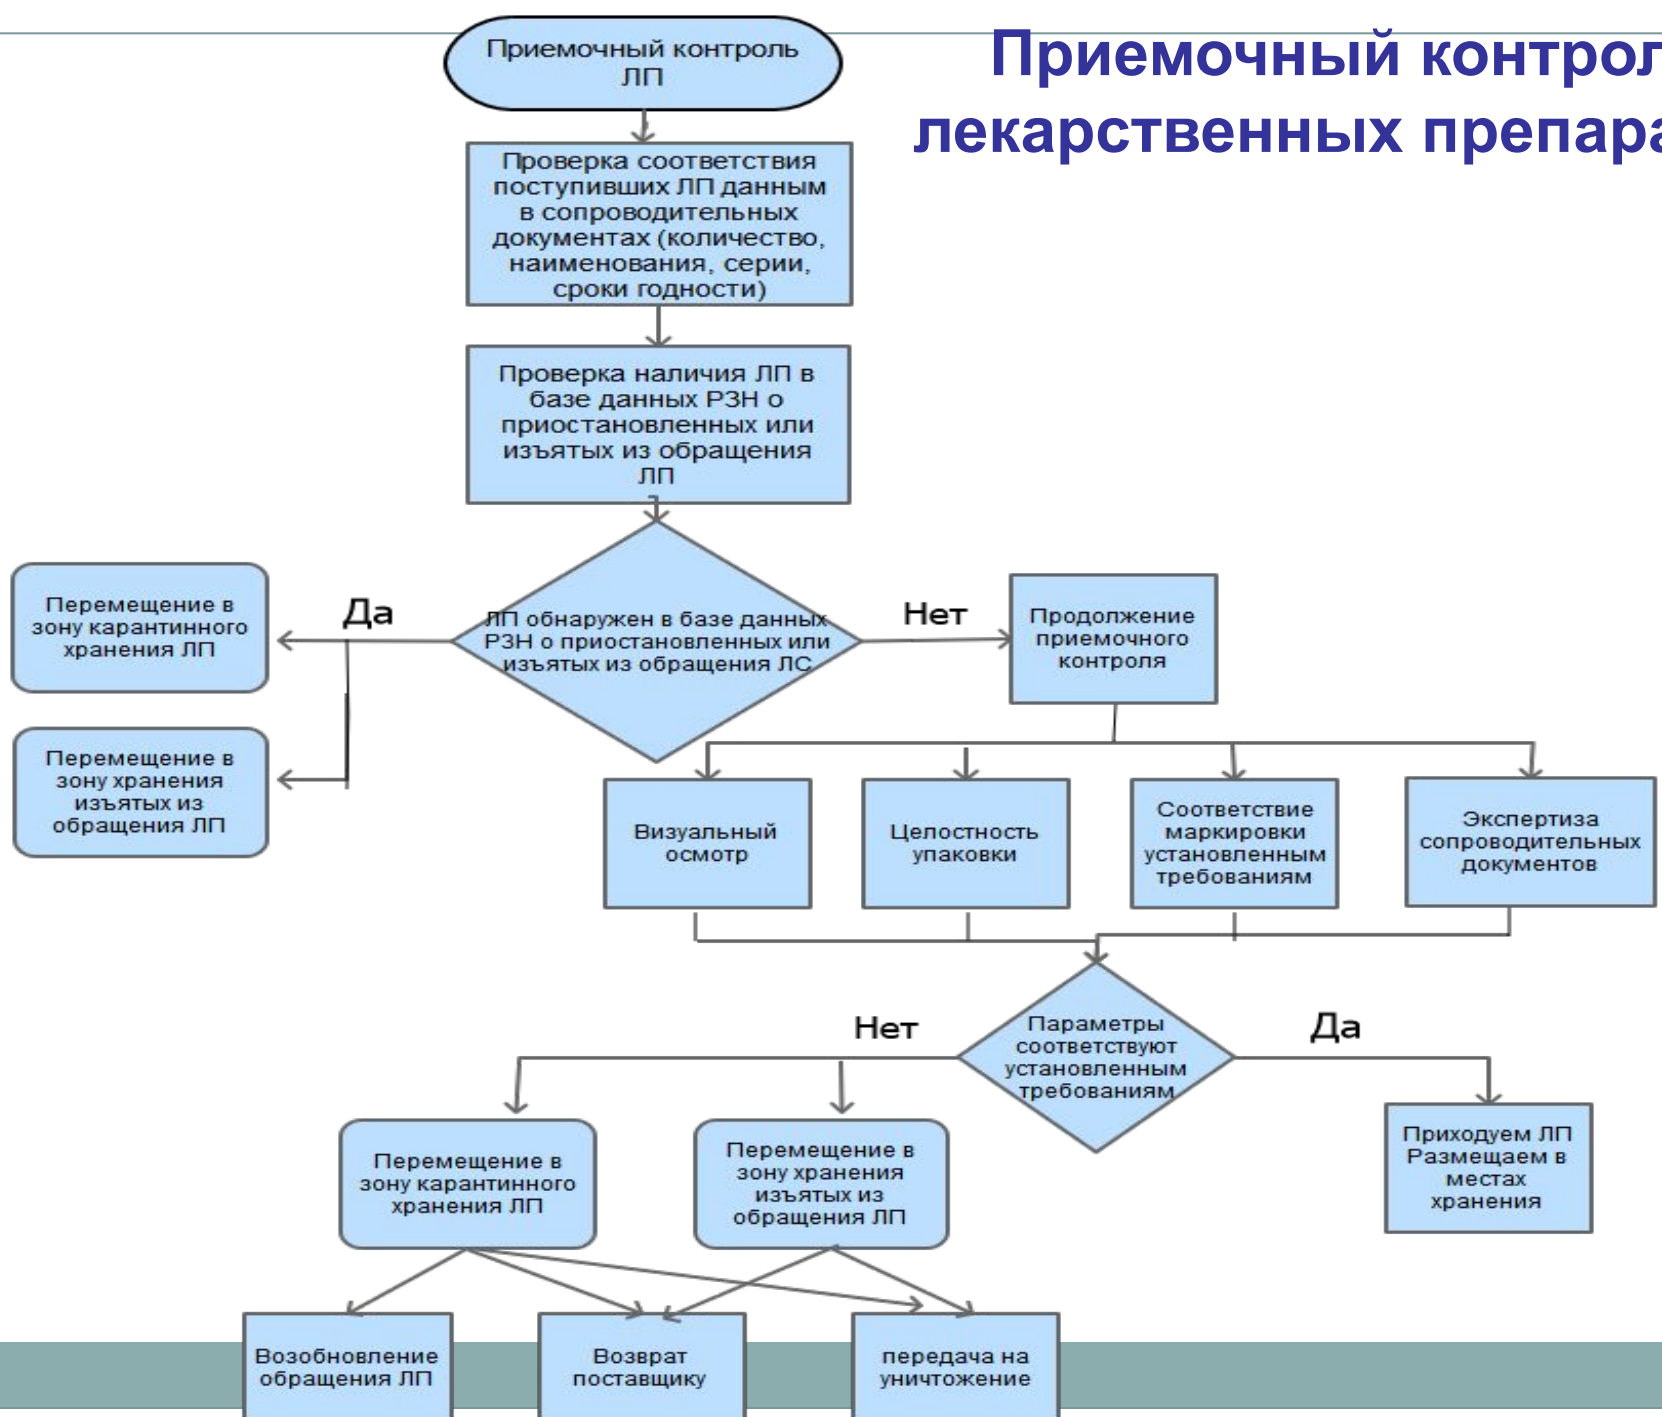 Приемочный контрол
лекарственных препара
Приемочный контроль
ЛП
Проверка соответствия
поступивших ЛП данным
в сопроводительных
документах (количество,
наименования, серии,
сроки годности)
Проверка наличия ЛП в
базе данных РЗН о
приостановленных или
изъятых из обращения
ЛП
ЛП обнаружен в базе данных
РЗН о приостановленных или
изъятых из обращения ЛС
Да
Нет
Перемещение в
зону карантинного
хранения ЛП
Перемещение в
зону хранения
изъятых из
обращения ЛП
Продолжение
приемочного
контроля
Визуальный
осмотр
Целостность
упаковки
Соответствие
маркировки
установленным
требованиям
Экспертиза
сопроводительных
документов
Параметры
соответствуют
установленным
требованиям
Нет
Да
Перемещение в
зону карантинного
хранения ЛП
Перемещение в
зону хранения
изъятых из
обращения ЛП
Приходуем ЛП
Размещаем в
местах
хранения
Возобновление
обращения ЛП
Возврат
поставщику
передача на
уничтожение